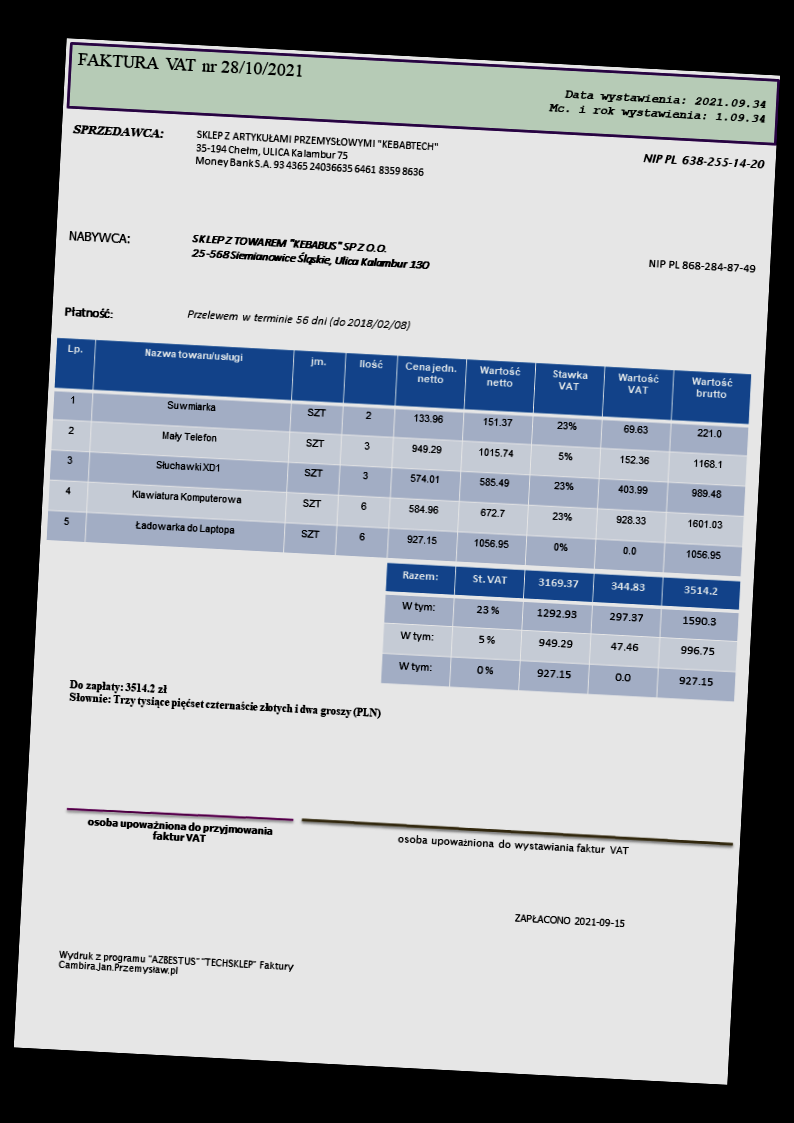 FAKTURA VAT nr 28/10/2021
Data wystawienia: 2021.09.34
Mc. i rok wystawienia: 1.09.34
SPRZEDAWCA:
SKLEP Z ARTYKUŁAMI PRZEMYSŁOWYMI "KEBABTECH"
35-194 Chełm, ULICA Kalambur 75
Money Bank S.A. 93 4365 24036635 6461 8359 8636
NIP PL 638-255-14-20
NABYWCA:
SKLEP Z TOWAREM "KEBABUS" SP Z O.O.
25-568 Siemianowice Śląskie, Ulica Kalambur 130
NIP PL 868-284-87-49
Płatność:
Przelewem w terminie 56 dni (do 2018/02/08)
Lp. Nazwa towaru/usługi jm. Ilość Cena jedn. netto Wartość netto Stawka VAT Wartość VAT Wartość brutto
1 Suwmiarka SZT 2 133.96 151.37 23% 69.63 221.0
2 Mały Telefon SZT 3 949.29 1015.74 5% 152.36 1168.1
3 Słuchawki XD1 SZT 3 574.01 585.49 23% 403.99 989.48
4 Klawiatura Komputerowa SZT 6 584.96 672.7 23% 928.33 1601.03
5 Ładowarka do Laptopa SZT 6 927.15 1056.95 0% 0.0 1056.95
Razem: St. VAT 3169.37 344.83 3514.2
W tym: 23 % 1292.93 297.37 1590.3
W tym: 5 % 949.29 47.46 996.75
W tym: 0 % 927.15 0.0 927.15
Do zapłaty: 3514.2 zł
Słownie: Trzy tysiące pięćset czternaście złotych i dwa groszy (PLN)
osoba upoważniona do przyjmowania
faktur VAT
osoba upoważniona do wystawiania faktur VAT
ZAPŁACONO 2021-09-15
Wydruk z programu "AZBESTUS" "TECHSKLEP" Faktury
Cambira.Jan.Przemysław.pl